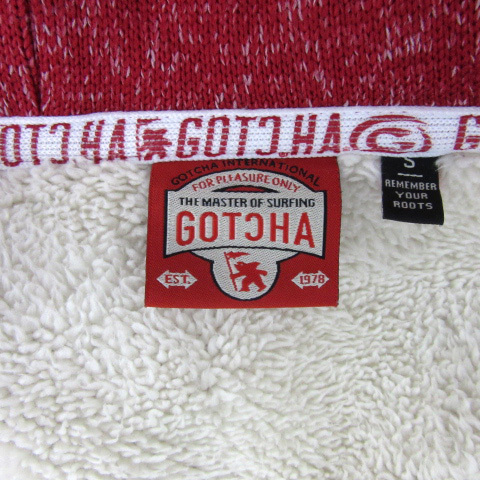 GOTCHA GOTCHA G
GOTCHA INTERNATIONAL
FOR PLEASURE ONLY
THE MASTER OF SURFING
GOTCHA
EST. 1978
S
REMEMBER
YOUR
ROOTS